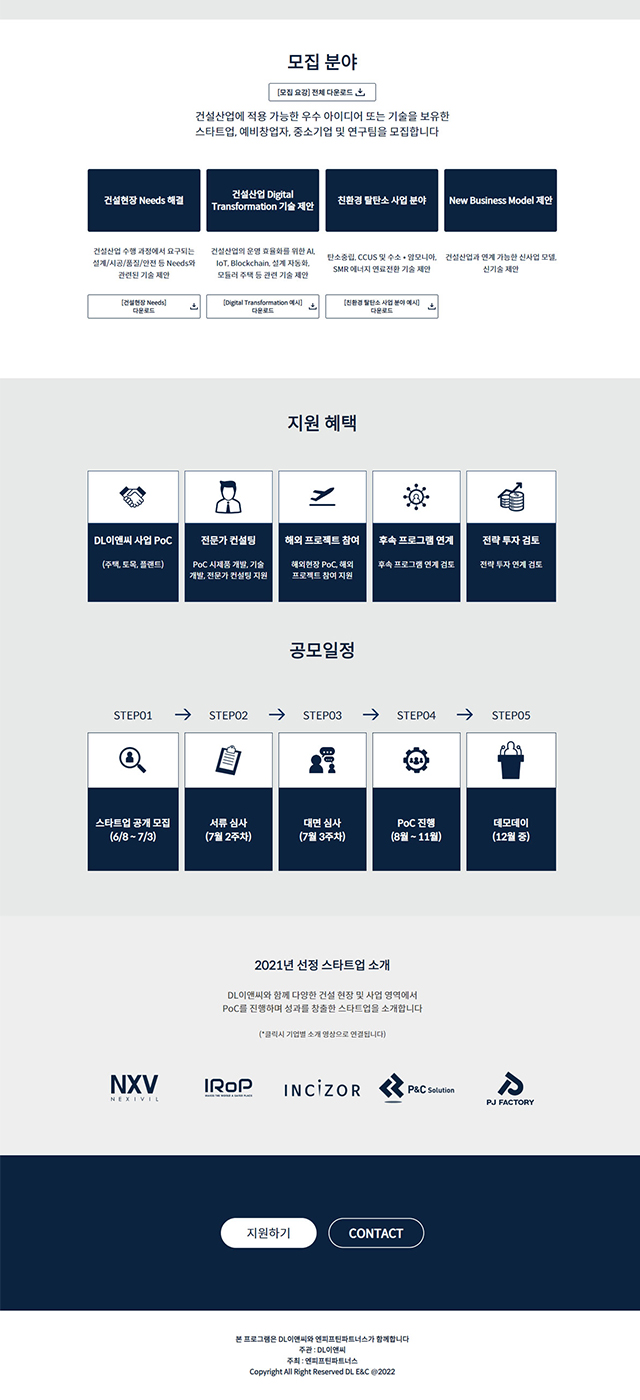 모집 분야
[모집 요강] 전체 다운로드
건설산업에 적용 가능한 우수 아이디어 또는 기술을 보유한
스타트업, 예비창업자, 중소기업 및 연구팀을 모집합니다
건설현장 Needs 해결
건설산업 Digital
Transformation 기술 제안
친환경 탈탄소 사업 분야
New Business Model 제안
건설산업 수행 과정에서 요구되는
설계/시공/품질/안전 등 Needs와
관련된 기술 제안
건설산업의 운영 효율화를 위한 AI,
IoT, Blockchain, 설계 자동화,
모듈러 주택 등 관련 기술 제안
탄소중립, CCUS 및 수소 • 암모니아,
SMR 에너지 연료전환 기술 제안
건설산업과 연계 가능한 신사업 모델,
신기술 제안
[건설현장 Needs]
다운로드
[Digital Transformation 예시]
다운로드
[친환경 탈탄소 사업 분야 예시]
다운로드
지원 혜택
DL이앤씨 사업 PoC
(주택, 토목, 플랜트)
전문가 컨설팅
PoC 시제품 개발, 기술
개발, 전문가 컨설팅 지원
해외 프로젝트 참여
해외현장 PoC, 해외
프로젝트 참여 지원
후속 프로그램 연계
후속 프로그램 연계 검토
전략 투자 검토
전략 투자 연계 검토
공모일정
STEP01
STEP02
STEP03
STEP04
STEP05
스타트업 공개 모집
(6/8 ~ 7/3)
서류 심사
(7월 2주차)
대면 심사
(7월 3주차)
PoC 진행
(8월 ~ 11월)
데모데이
(12월 중)
2021년 선정 스타트업 소개
DL이앤씨와 함께 다양한 건설 현장 및 사업 영역에서
PoC를 진행하며 성과를 창출한 스타트업을 소개합니다
(*클릭시 기업별 소개 영상으로 연결됩니다)
NXV
NEXIVIL
IRoP
INCIZOR
P&C Solution
PJ FACTORY
지원하기
CONTACT
본 프로그램은 DL이앤씨와 엔피프틴파트너스가 함께합니다
주관 : DL이앤씨
주최 : 엔피프틴파트너스
Copyright All Right Reserved DL E&C @2022